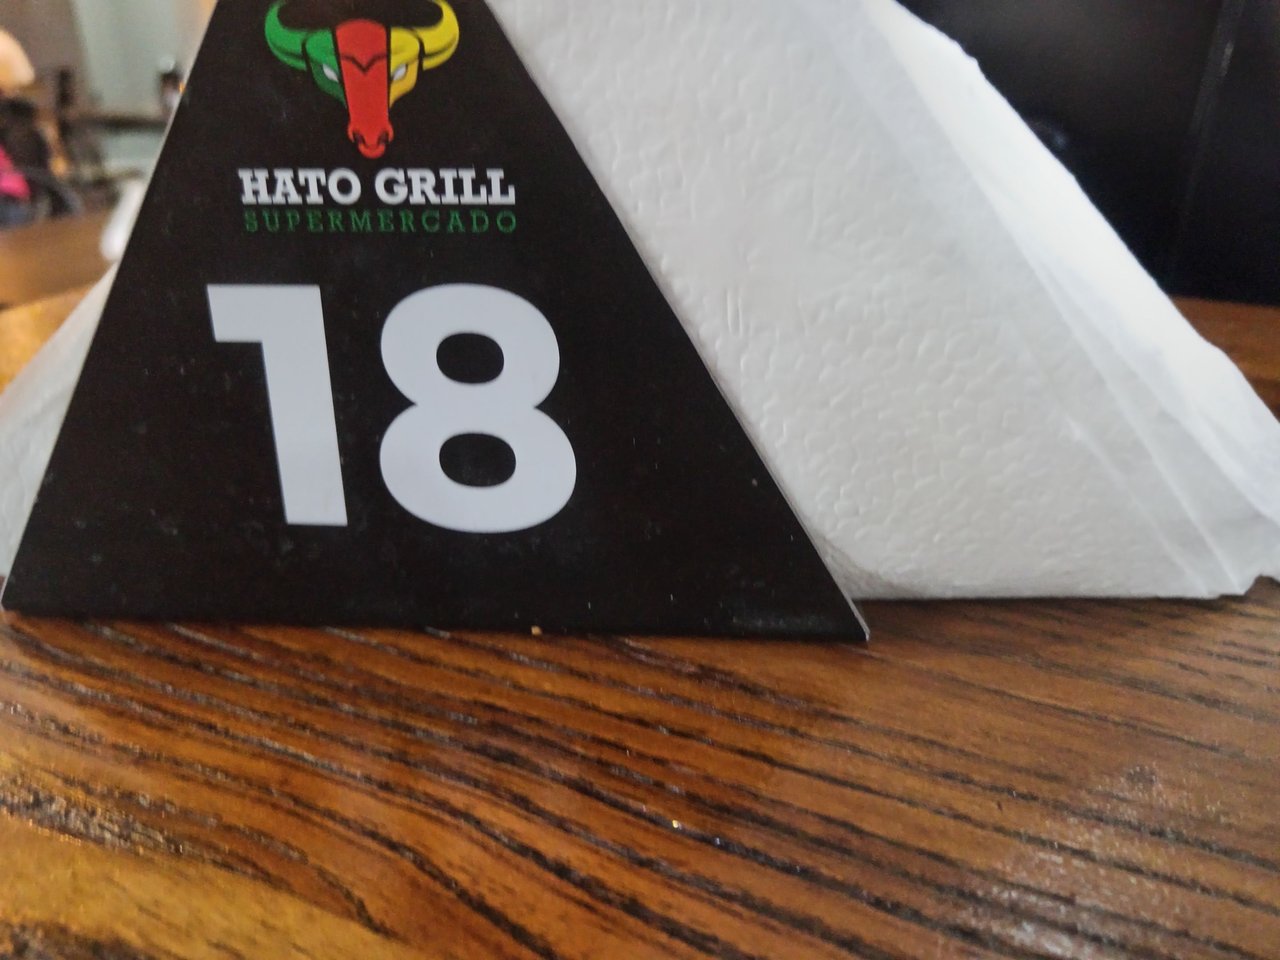 HATO GRILL
SUPERMERCADO
18